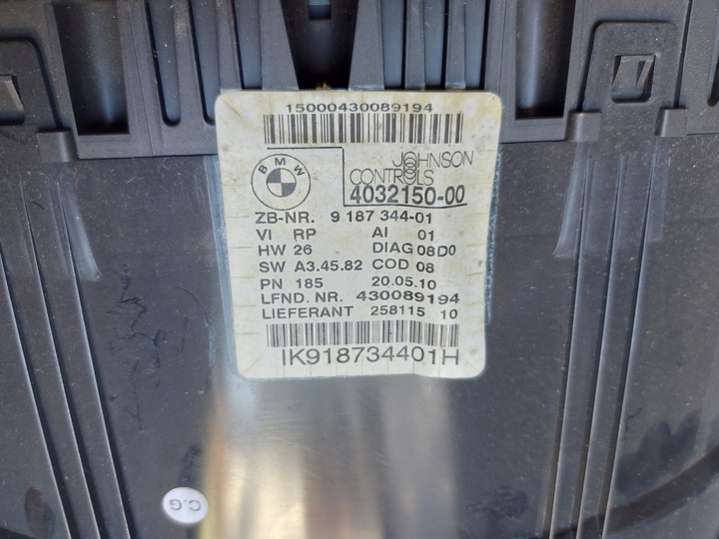 15000430089194
BMW
JOHNSON
CONTROLS
4032150-00
ZB-NR. 9 187 344-01
VI RP AI 01
HW 26 DIAG 08D0
SW A3.45.82 COD 08
PN 185 20.05.10
LFND. NR. 430089194
LIEFERANT 258115 10
IK918734401H
C.G